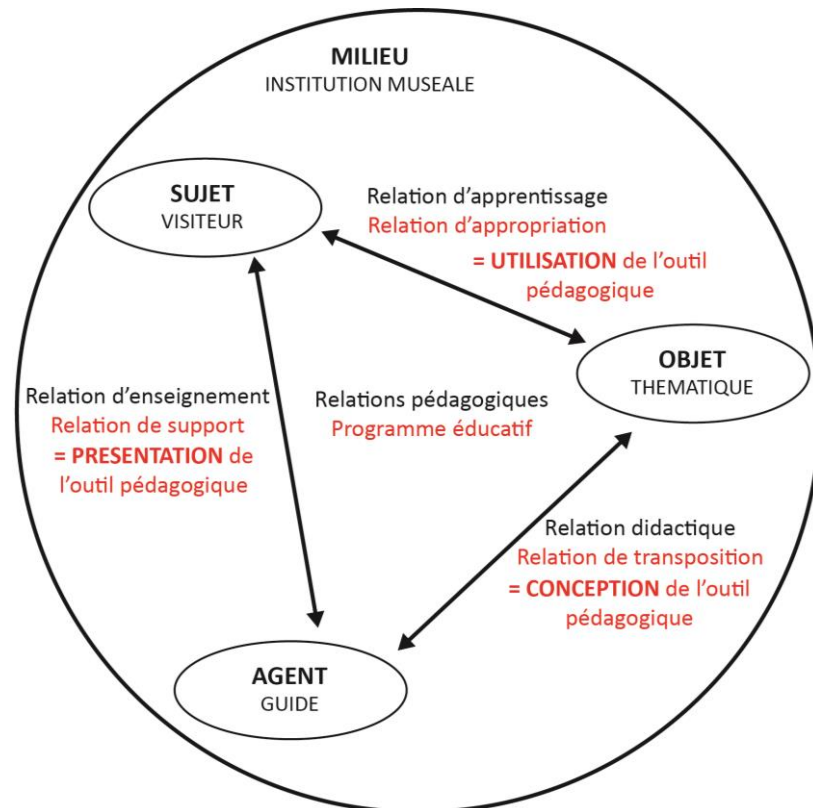 MILIEU
INSTITUTION MUSEALE
SUJET
VISITEUR
Relation d’apprentissage
Relation d’appropriation
= UTILISATION de l’outil
pédagogique
OBJET
THEMATIQUE
Relation d’enseignement
Relation de support
= PRESENTATION de
l’outil pédagogique
Relations pédagogiques
Programme éducatif
Relation didactique
Relation de transposition
= CONCEPTION de l’outil
pédagogique
AGENT
GUIDE